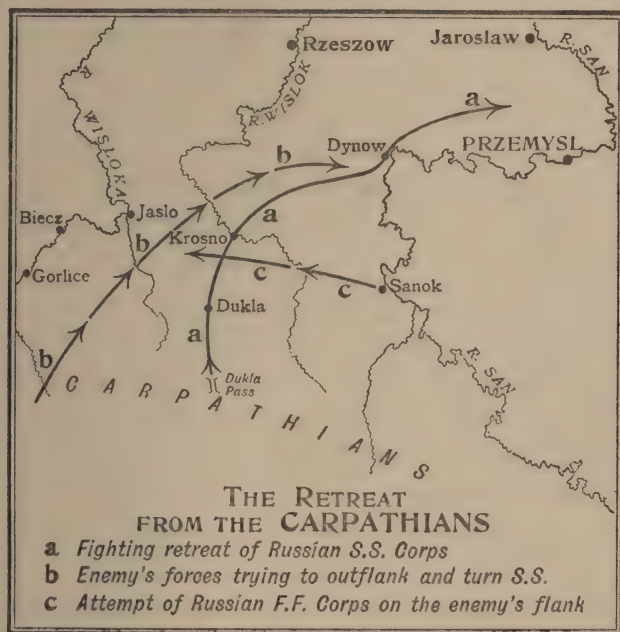 Rzeszow
Jaroslaw
R. SAN
R. WISLOKA
R. WISLOK
a
b
Dynow
PRZEMYSL
Jaslo
a
Biecz
b
Krosno
c
Gorlice
c
Sanok
Dukla
b
a
R. SAN
Dukla
Pass
CARPATHIANS
THE RETREAT
FROM THE CARPATHIANS
a Fighting retreat of Russian S.S. Corps
b Enemy's forces trying to outflank and turn S.S.
c Attempt of Russian F.F. Corps on the enemy's flank